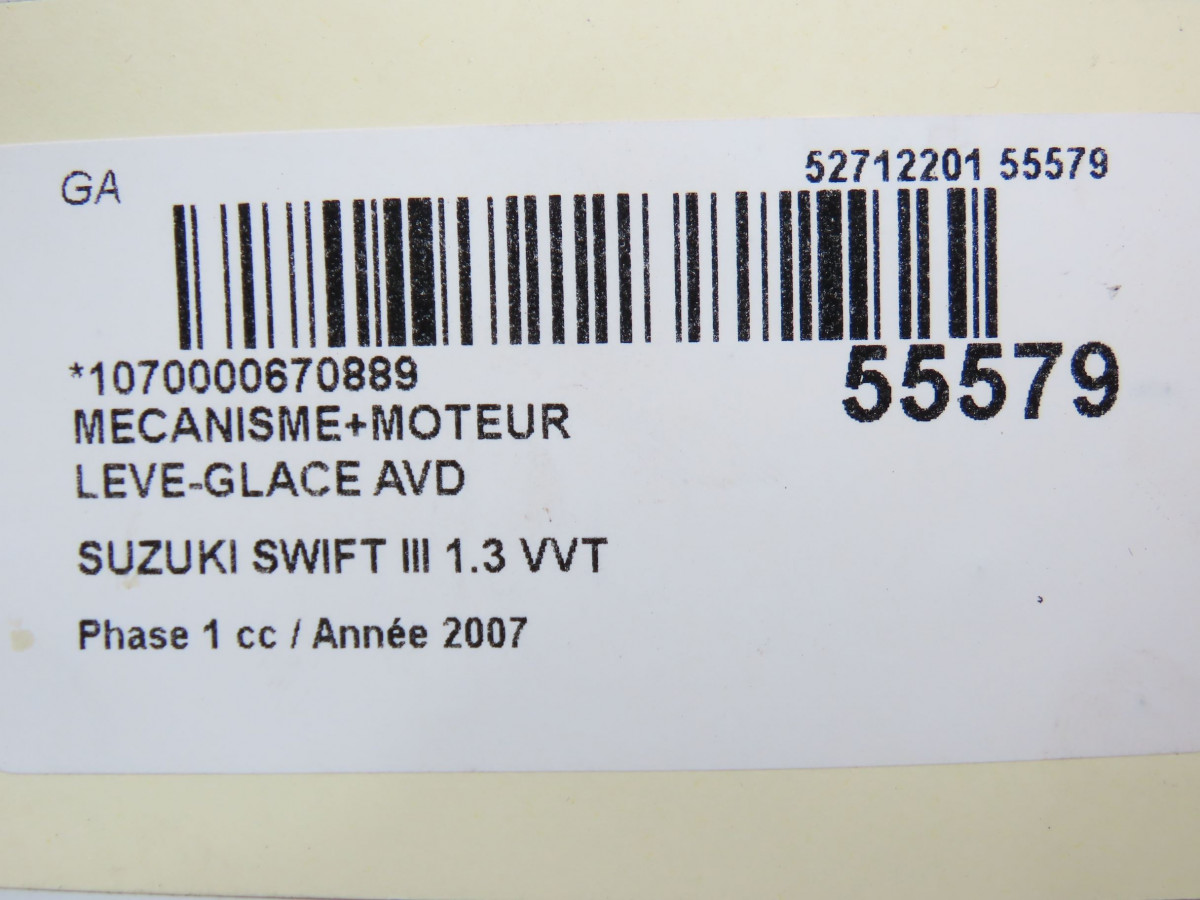 GA
52712201 55579
*1070000670889
55579
MECANISME+MOTEUR
LEVE-GLACE AVD
SUZUKI SWIFT III 1.3 VVT
Phase 1 cc / Année 2007